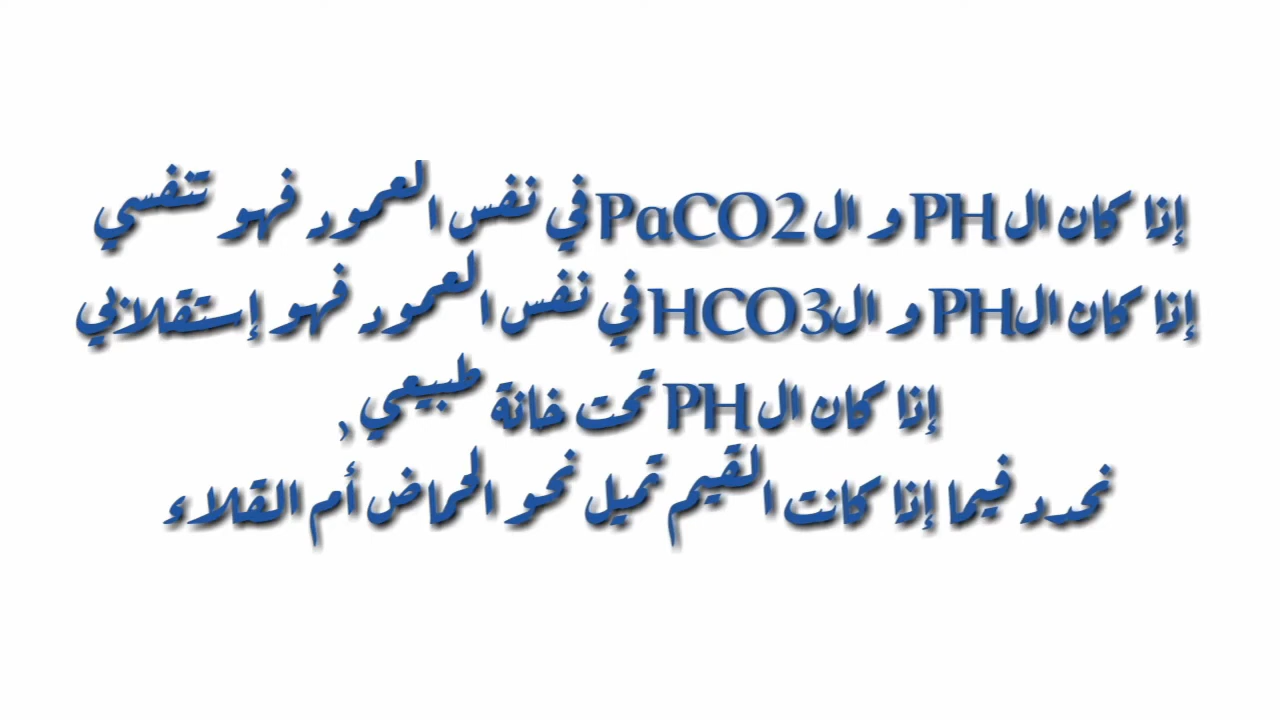 إذا كان ال PH و ال PaCO2 في نفس العمود فهو تنفسي
إذا كان الPH و الHCO3 في نفس العمود فهو إستقلابي
إذا كان ال PH تحت خانة طبيعي ,
نحدد فيما إذا كانت القيم تميل نحو الحماض أم القلاء